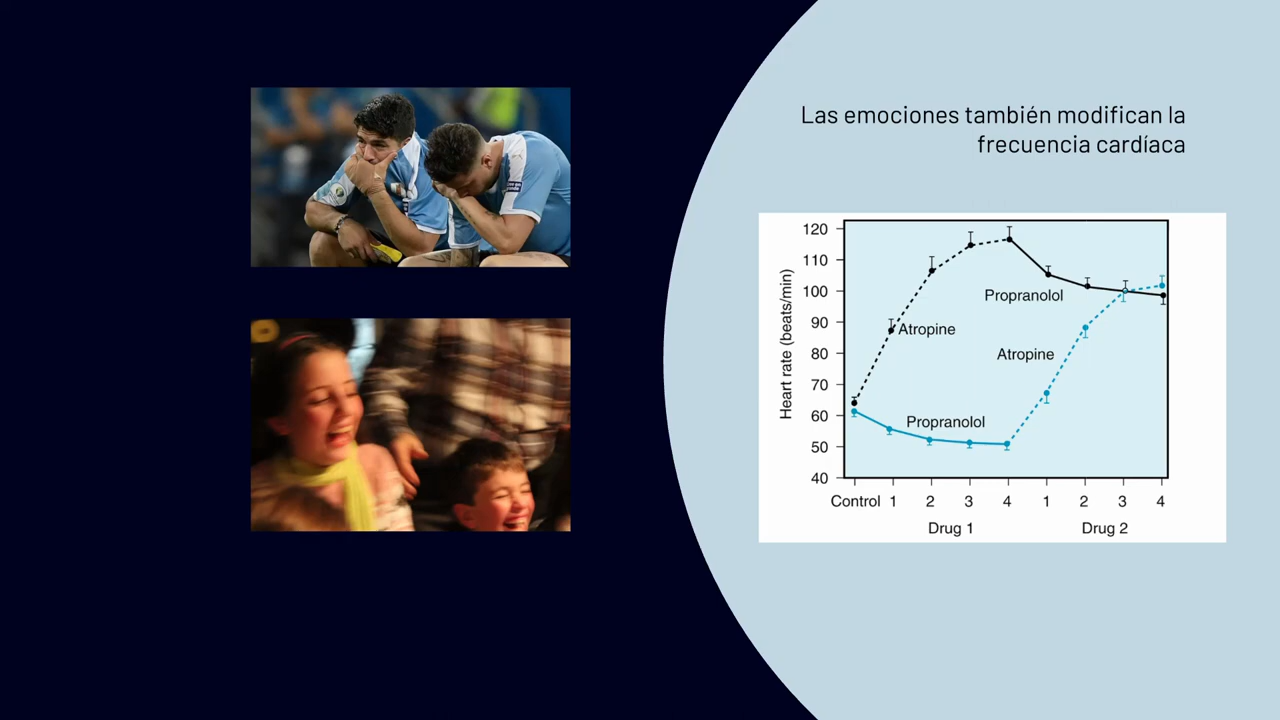 Las emociones también modifican la
frecuencia cardíaca
120
110
100
90
80
70
60
50
40
Heart rate (beats/min)
Propranolol
Atropine
Atropine
Propranolol
Control 1 2 3 4 1 2 3 4
Drug 1 Drug 2